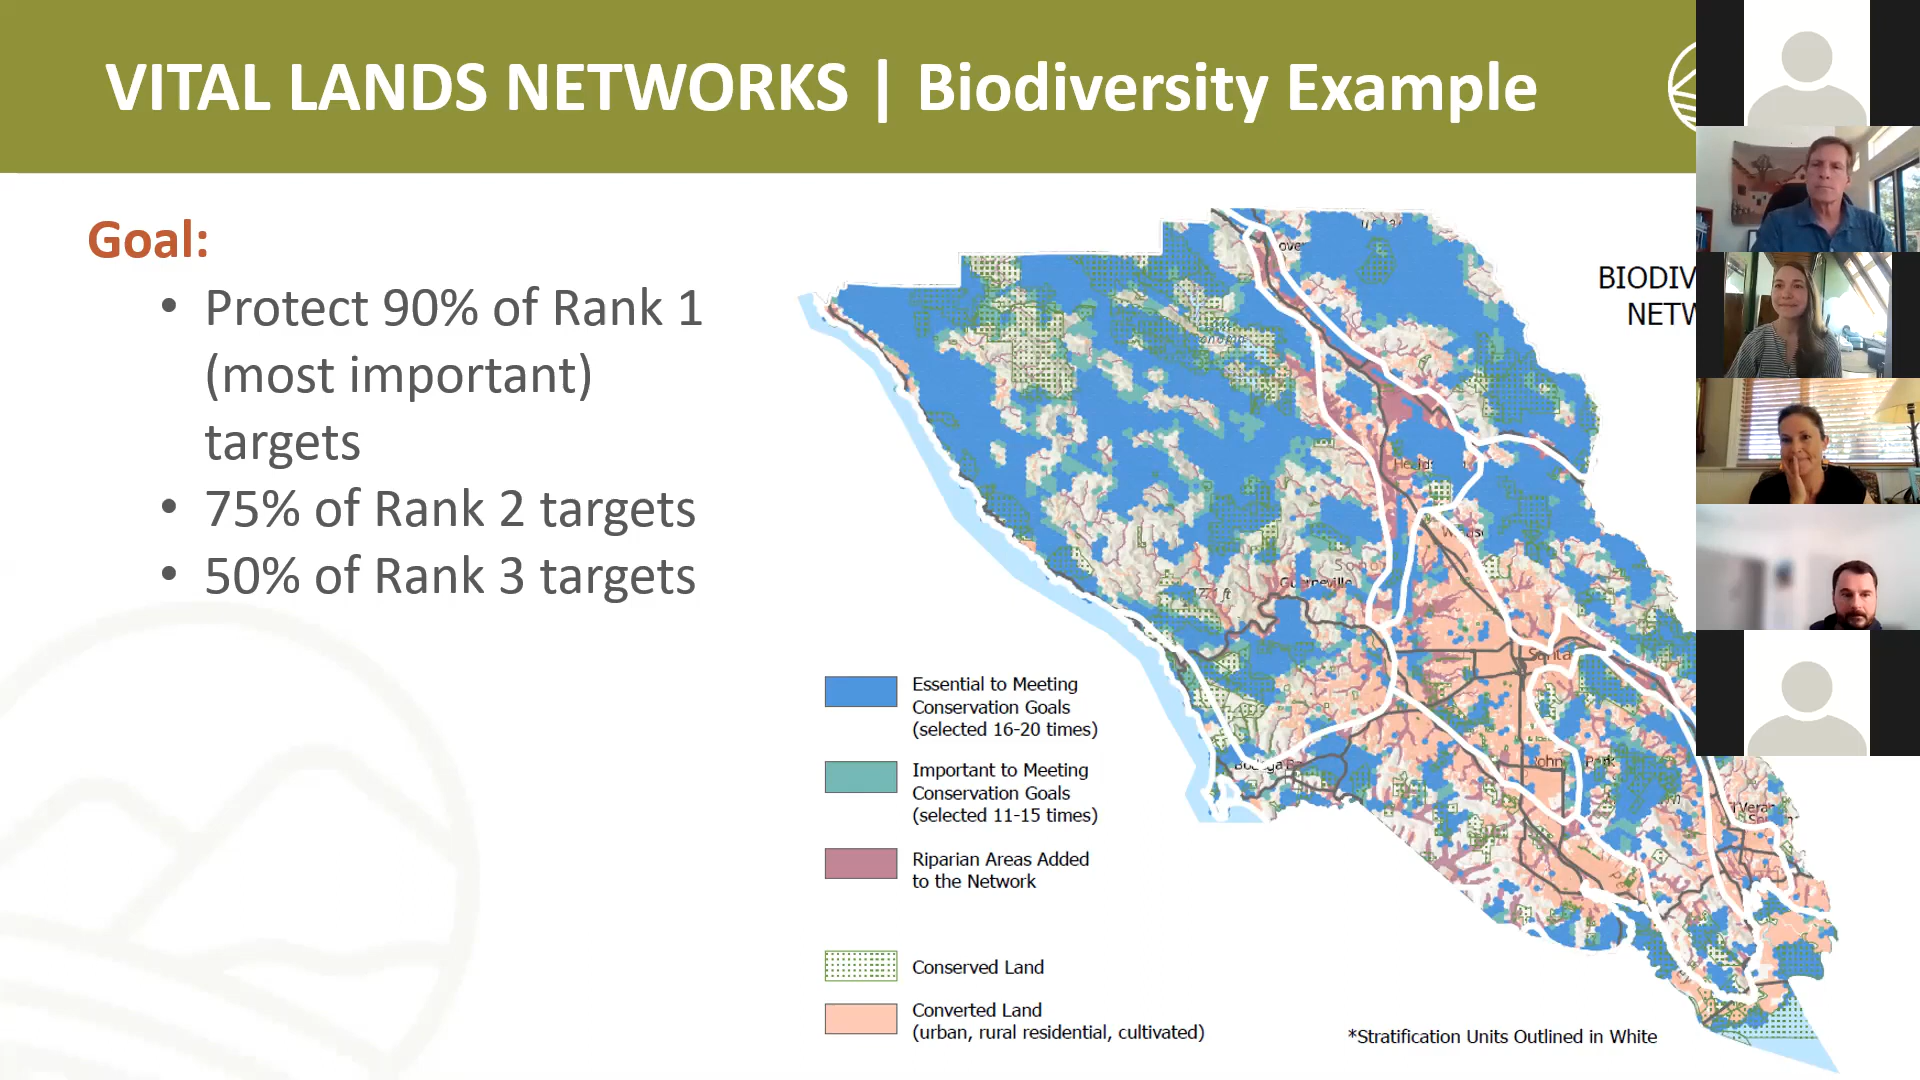 VITAL LANDS NETWORKS | Biodiversity Example
Goal:
• Protect 90% of Rank 1
(most important)
targets
• 75% of Rank 2 targets
• 50% of Rank 3 targets
BIODIV
NETW
Guerneville
Santa
Essential to Meeting
Conservation Goals
(selected 16-20 times)
Important to Meeting
Conservation Goals
(selected 11-15 times)
Riparian Areas Added
to the Network
Conserved Land
Converted Land
(urban, rural residential, cultivated)
*Stratification Units Outlined in White